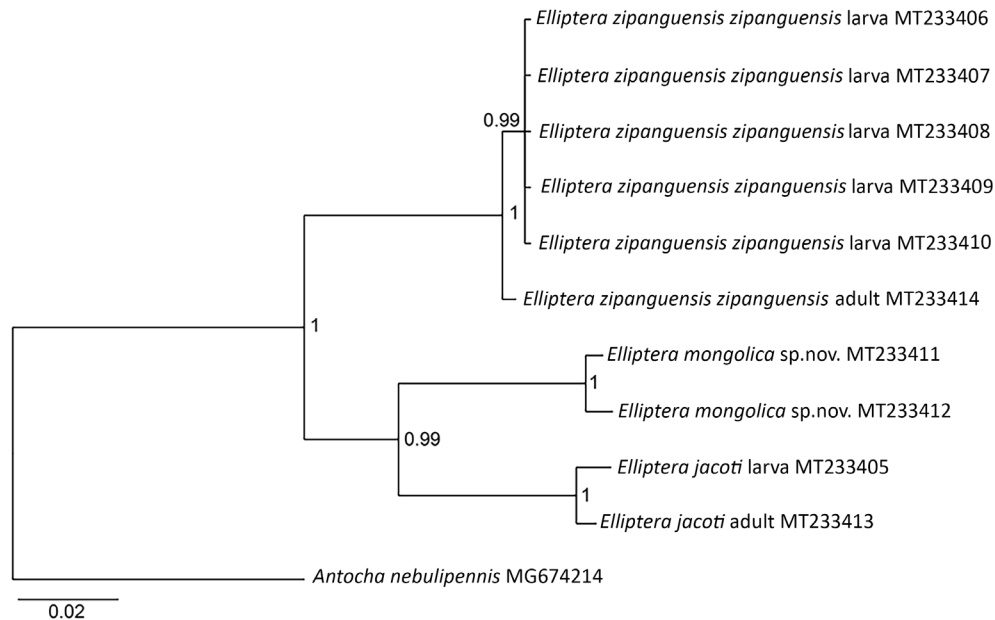 Elliptera zipanguensis zipanguensis larva MT233406
Elliptera zipanguensis zipanguensis larva MT233407
0.99
Elliptera zipanguensis zipanguensis larva MT233408
Elliptera zipanguensis zipanguensis larva MT233409
1
Elliptera zipanguensis zipanguensis larva MT233410
Elliptera zipanguensis zipanguensis adult MT233414
1
Elliptera mongolica sp.nov. MT233411
1
Elliptera mongolica sp.nov. MT233412
0.99
Elliptera jacoti larva MT233405
1
Elliptera jacoti adult MT233413
Antocha nebulipennis MG674214
0.02